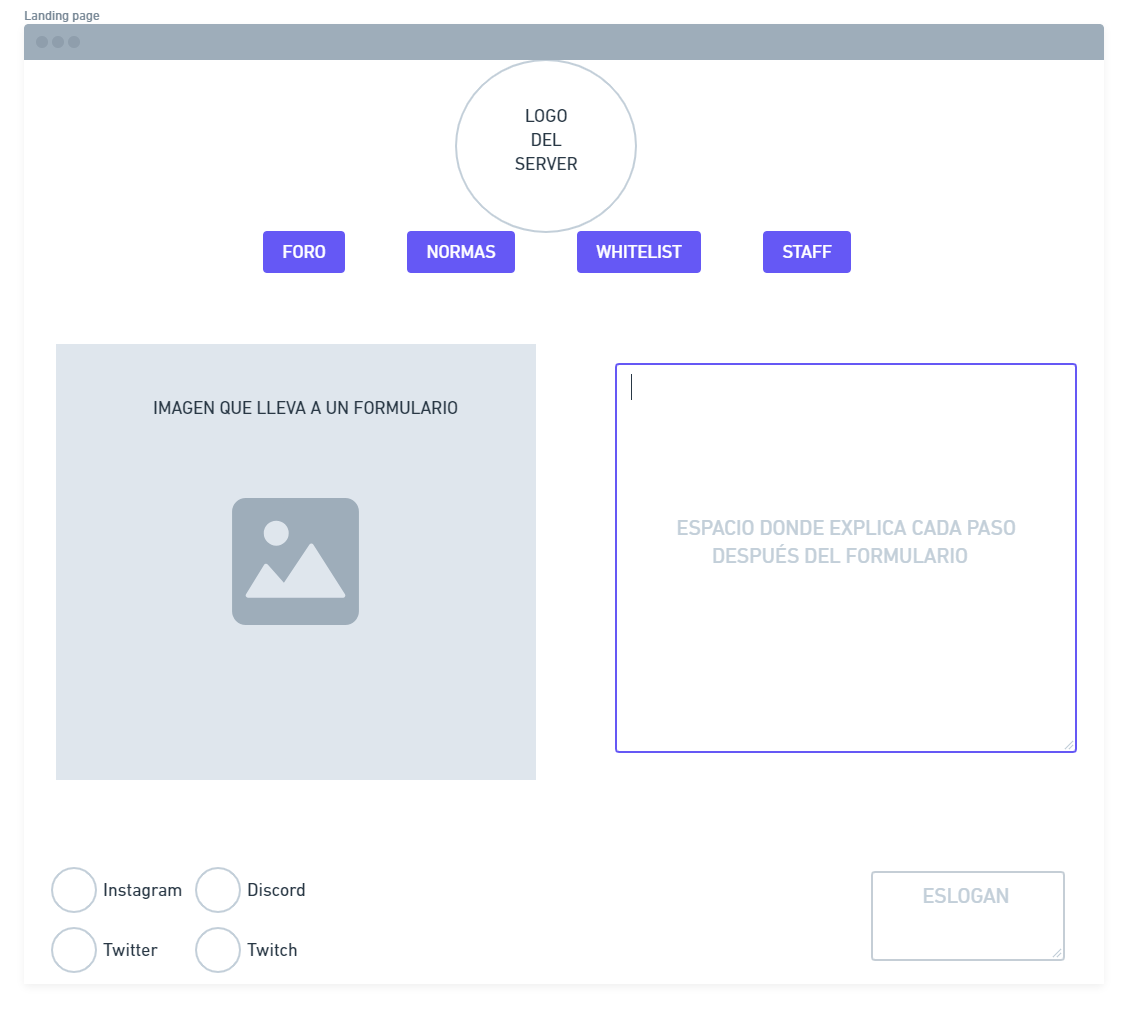 Landing page
LOGO
DEL
SERVER
FORO
NORMAS
WHITELIST
STAFF
IMAGEN QUE LLEVA A UN FORMULARIO
ESPACIO DONDE EXPLICA CADA PASO
DESPUÉS DEL FORMULARIO
Instagram
Discord
Twitter
Twitch
ESLOGAN